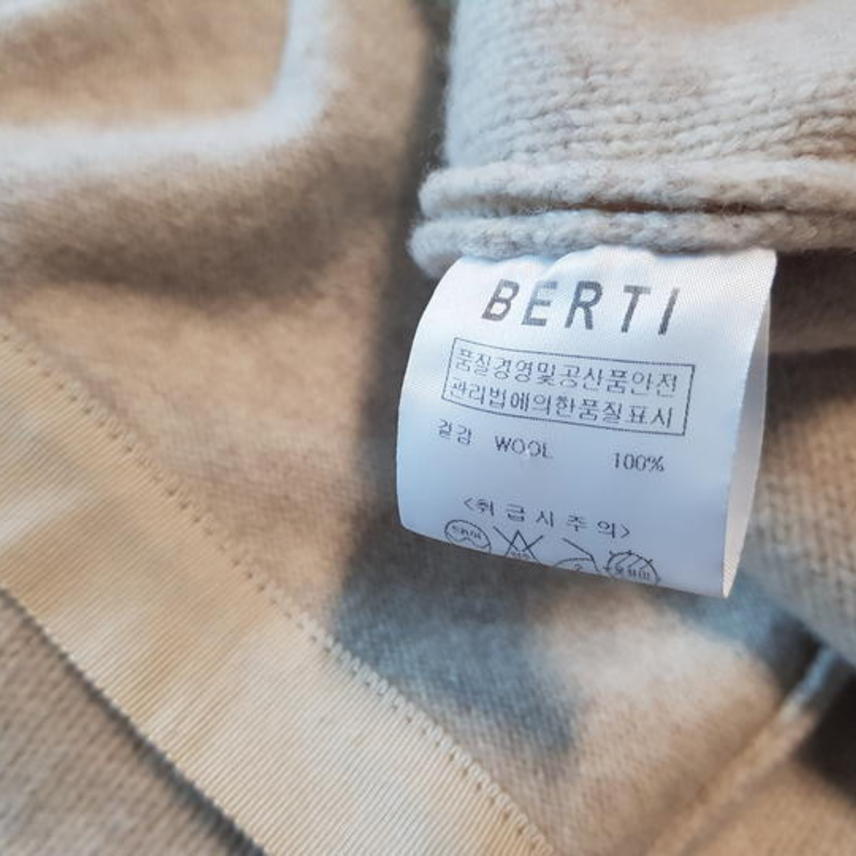 BERTI
품질경영및공산품안전
관리법에의한품질표시
겉감 WOOL 100%
<취급시주의>